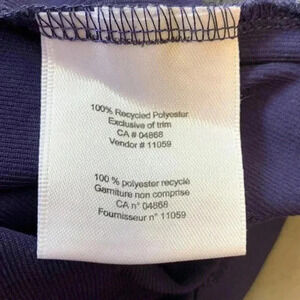 100% Recycled Polyester
Exclusive of trim
CA # 04868
Vendor # 11059
100 % polyester recyclé
Garniture non comprise
CA n° 04868
Fournisseur n° 11059